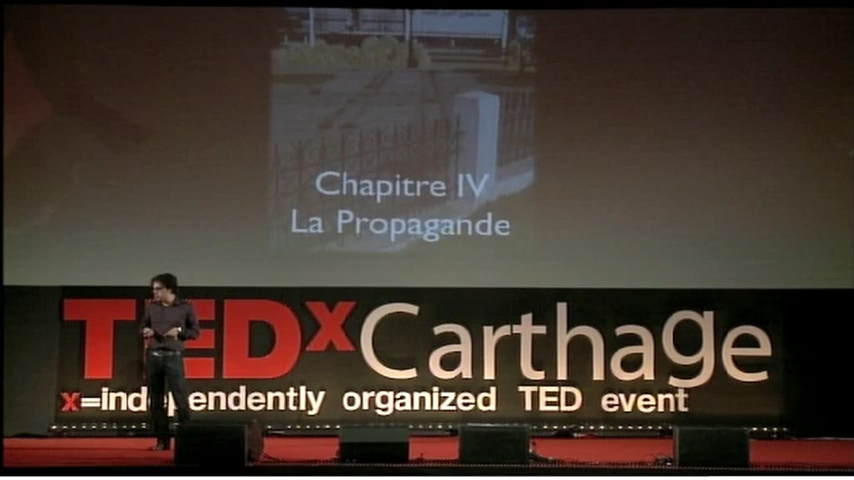 Chapitre IV
La Propagande
TEDxCarthage
x=independently organized TED event